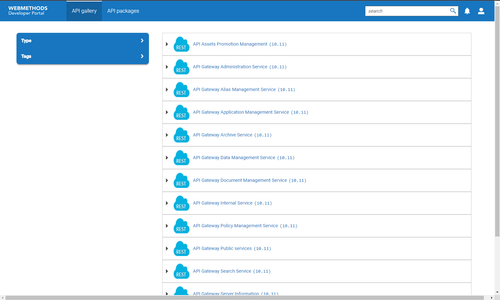 WEBMETHODS
Developer Portal
API gallery
API packages
search
Type
Tags
REST API Assets Promotion Management (10.11)
REST API Gateway Administration Service (10.11)
REST API Gateway Alias Management Service (10.11)
REST API Gateway Application Management Service (10.11)
REST API Gateway Archive Service (10.11)
REST API Gateway Data Management Service (10.11)
REST API Gateway Document Management Service (10.11)
REST API Gateway Internal Service (10.11)
REST API Gateway Policy Management Service (10.11)
REST API Gateway Public services (10.11)
REST API Gateway Search Service (10.11)
REST API Gateway Server Information (10.11)